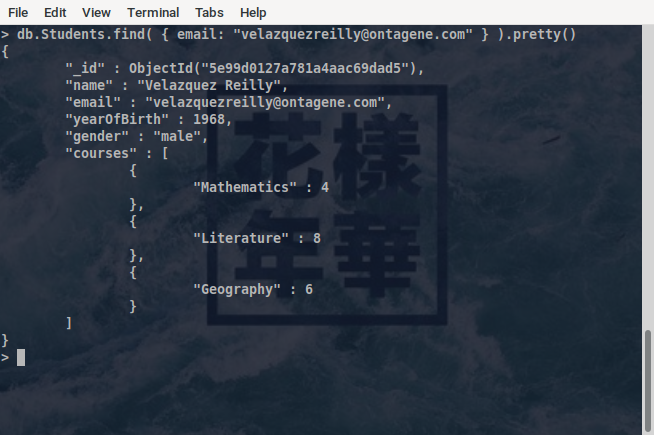 File Edit View Terminal Tabs Help
> db.Students.find( { email: "velazquezreilly@ontagene.com" } ).pretty()
{
        "_id" : ObjectId("5e99d0127a781a4aac69dad5"),
        "name" : "Velazquez Reilly",
        "email" : "velazquezreilly@ontagene.com",
        "yearOfBirth" : 1968,
        "gender" : "male",
        "courses" : [
                {
                        "Mathematics" : 4
                },
                {
                        "Literature" : 8
                },
                {
                        "Geography" : 6
                }
        ]
}
>
花樣
年華